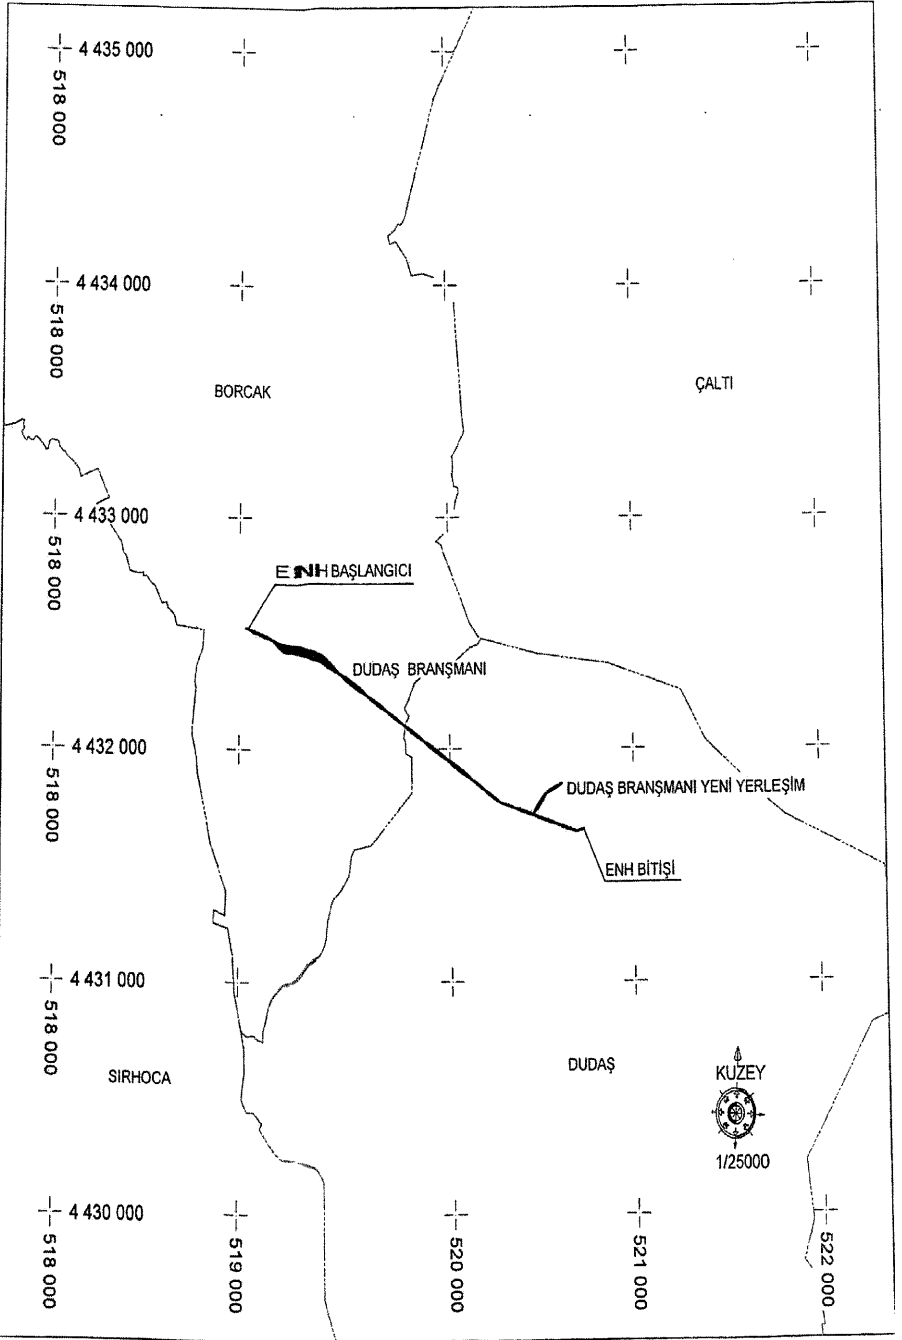 4 435 000
518 000
4 434 000
518 000
BORCAK
ÇALTI
4 433 000
518 000
ENH BAŞLANGICI
DUDAŞ BRANŞMANI
4 432 000
518 000
DUDAŞ BRANŞMANI YENİ YERLEŞİM
ENH BİTİŞİ
4 431 000
518 000
SIRHOCA
DUDAŞ
KUZEY
1/25000
4 430 000
518 000
519 000
520 000
521 000
522 000